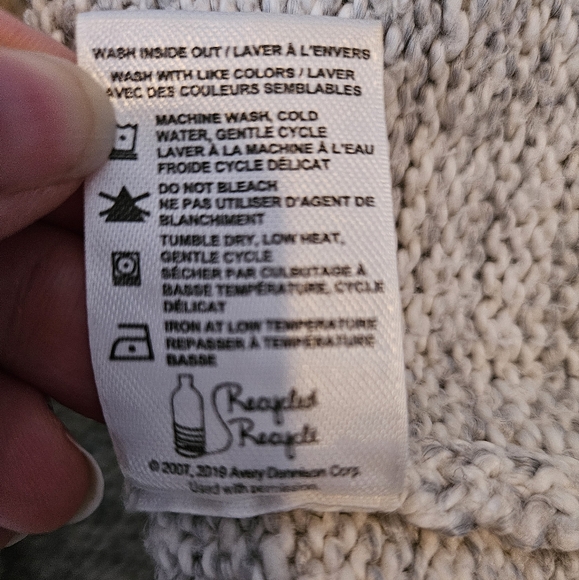 WASH INSIDE OUT / LAVER À L'ENVERS
WASH WITH LIKE COLORS / LAVER
AVEC DES COULEURS SEMBLABLES
MACHINE WASH, COLD
WATER, GENTLE CYCLE
LAVER À LA MACHINE À L'EAU
FROIDE CYCLE DÉLICAT
DO NOT BLEACH
NE PAS UTILISER D'AGENT DE
BLANCHIMENT
TUMBLE DRY, LOW HEAT,
GENTLE CYCLE
SÉCHER PAR CULBUTAGE À
BASSE TEMPÉRATURE, CYCLE
DÉLICAT
IRON AT LOW TEMPERATURE
REPASSER À TEMPÉRATURE
BASSE
Recycled
Recyclé
© 2007, 2019 Avery Dennison Corp.
Used with permission.